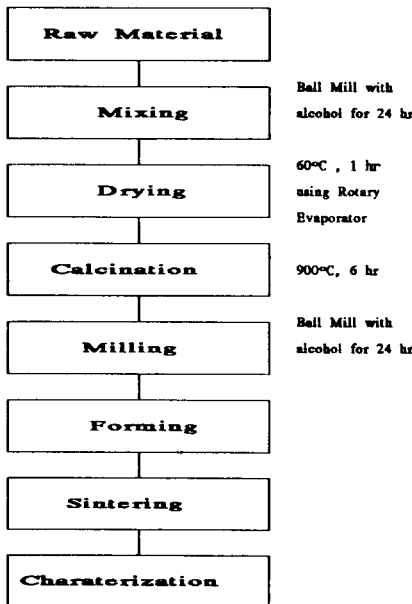 Raw Material
Mixing
Ball Mill with
alcohol for 24 hr
Drying
60°C , 1 hr
using Rotary
Evaporator
Calcination
900°C, 6 hr
Milling
Ball Mill with
alcohol for 24 hr
Forming
Sintering
Charaterization